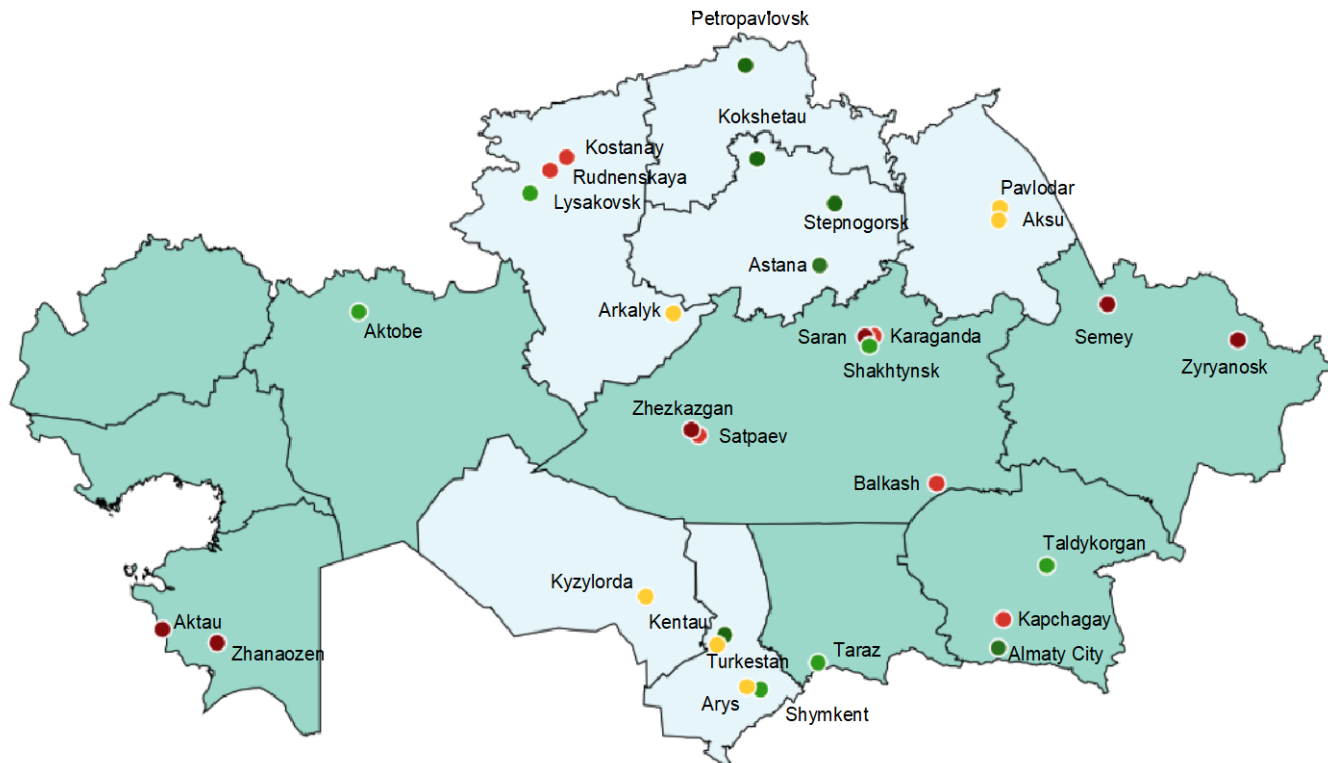 Petropavlovsk
Kokshetau
Kostanay
Rudnenskaya
Lysakovsk
Pavlodar
Stepnogorsk
Aksu
Astana
Arkalyk
Aktobe
Semey
Saran
Karaganda
Zyryanosk
Shakhtynsk
Zhezkazgan
Satpaev
Balkash
Taldykorgan
Kyzylorda
Kentau
Kapchagay
Aktau
Zhanaozen
Turkestan
Taraz
Almaty City
Arys
Shymkent